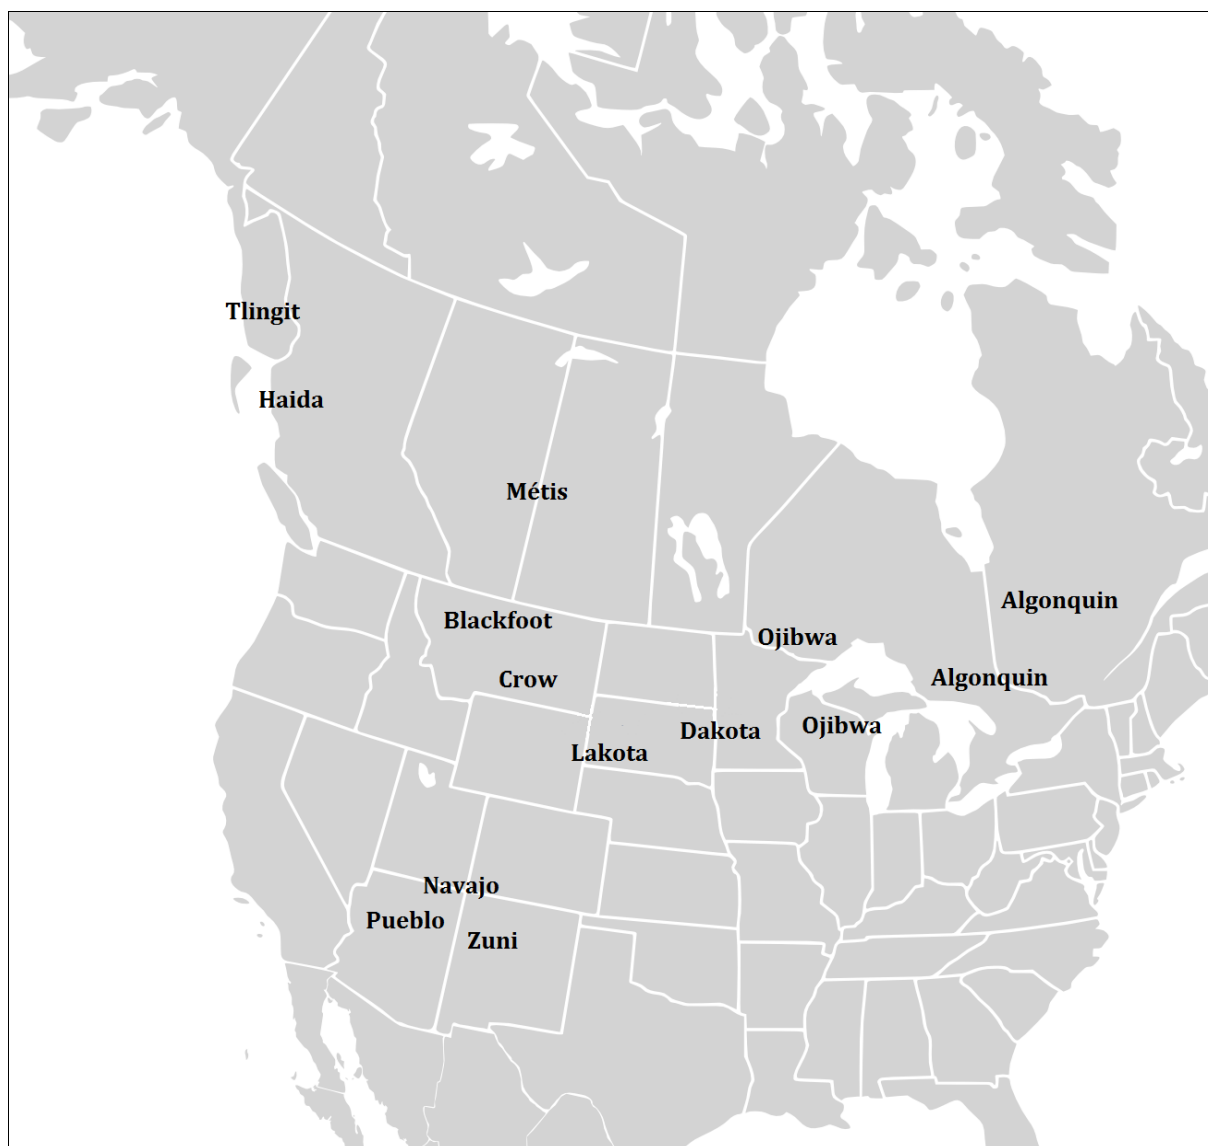 Tlingit
Haida
Métis
Algonquin
Blackfoot
Ojibwa
Crow
Algonquin
Dakota
Ojibwa
Lakota
Navajo
Pueblo
Zuni